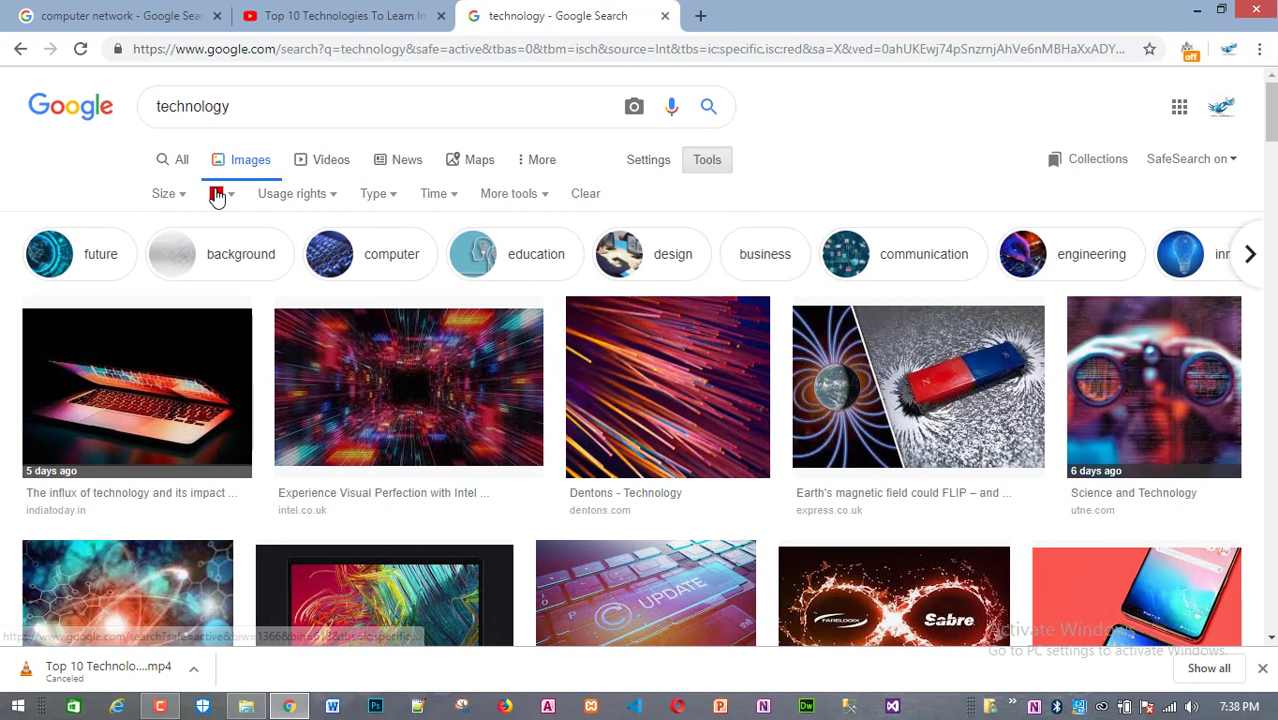 computer network - Google Sear
Top 10 Technologies To Learn In
technology - Google Search
https://www.google.com/search?q=technology&safe=active&tbas=0&tbm=isch&source=lnt&tbs=ic:specific,isc:red&sa=X&ved=0ahUKEwj74pSnzrnjAhVe6nMBHaXxADY...
off
Google
technology
All
Images
Videos
News
Maps
More
Settings
Tools
Collections
SafeSearch on
Size
Usage rights
Type
Time
More tools
Clear
future
background
computer
education
design
business
communication
engineering
inn
5 days ago
6 days ago
The influx of technology and its impact ...
Experience Visual Perfection with Intel ...
Dentons - Technology
Earth's magnetic field could FLIP – and ...
Science and Technology
indiatoday.in
intel.co.uk
dentons.com
express.co.uk
utne.com
UPDATE
FARELOGIX
Sabre
Activate Windows
Go to PC settings to activate Windows.
Top 10 Technolo....mp4
Canceled
Show all
7:38 PM